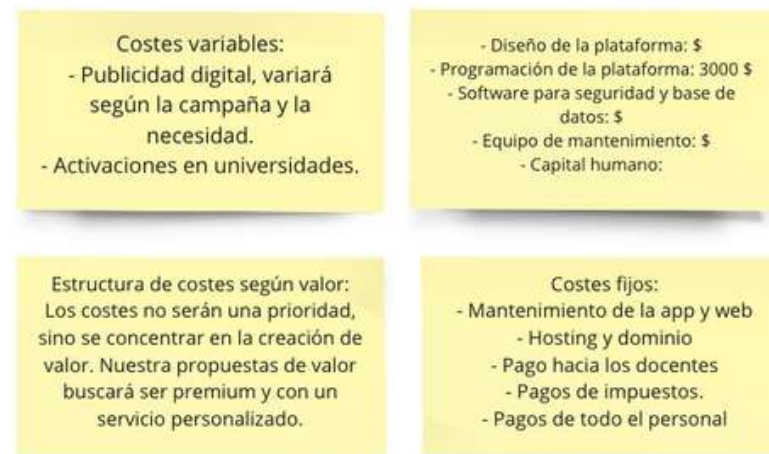 Costes variables:
- Publicidad digital, variará
según la campaña y la
necesidad.
- Activaciones en universidades.
- Diseño de la plataforma: $
- Programación de la plataforma: 3000 $
- Software para seguridad y base de
datos: $
- Equipo de mantenimiento: $
- Capital humano:
Estructura de costes según valor:
Los costes no serán una prioridad,
sino se concentrar en la creación de
valor. Nuestra propuestas de valor
buscará ser premium y con un
servicio personalizado.
Costes fijos:
- Mantenimiento de la app y web
- Hosting y dominio
- Pago hacia los docentes
- Pagos de impuestos.
- Pagos de todo el personal